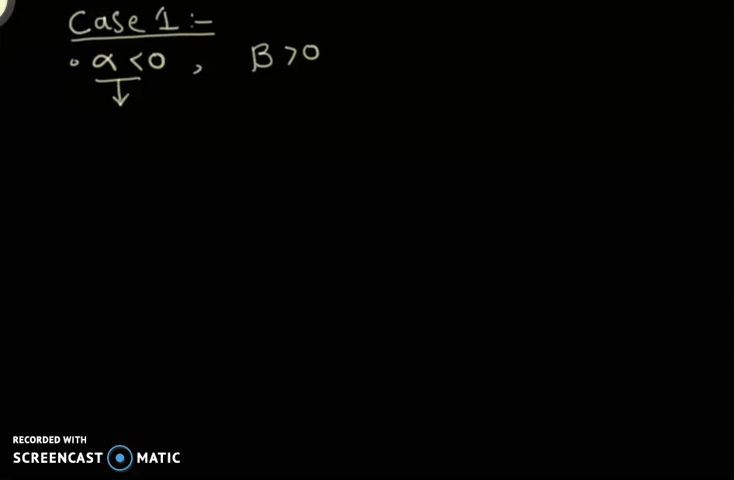 Case 1 :-
• α < 0 , β > 0
↓
RECORDED WITH
SCREENCAST MATIC